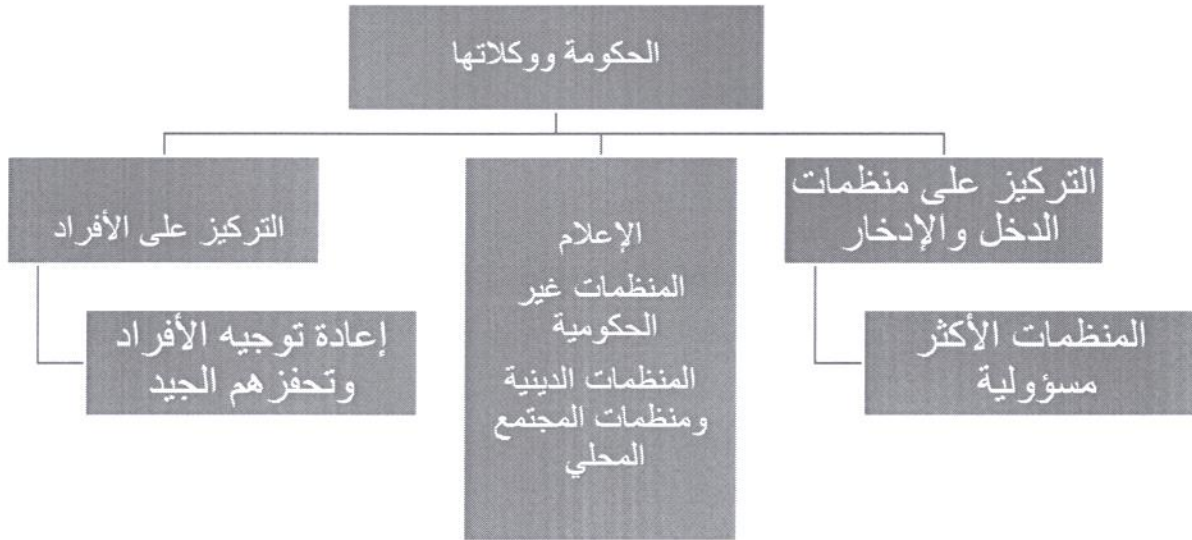 الحكومة ووكلاتها
التركيز على منظمات
الدخل والإدخار
المنظمات الأكثر
مسؤولية
الإعلام
المنظمات غير
الحكومية
المنظمات الدينية
ومنظمات المجتمع
المحلي
التركيز على الأفراد
إعادة توجيه الأفراد
وتحفزهم الجيد